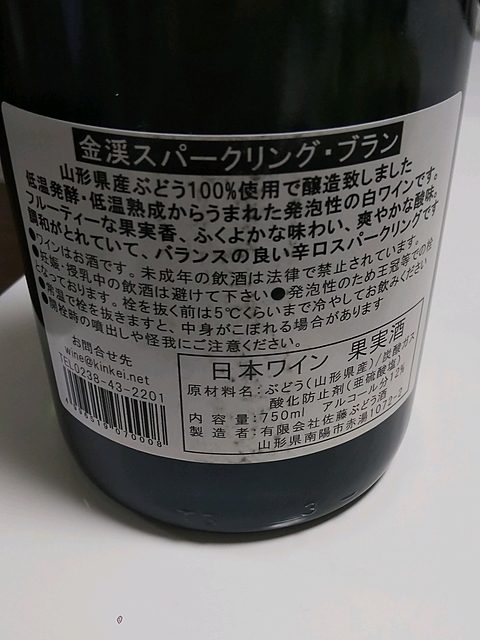 金渓スパークリング・ブラン
山形県産ぶどう100%使用で醸造致しました
低温発酵・低温熟成からうまれた発泡性の白ワインです。
フルーティーな果実香、ふくよかな味わい、爽やかな酸味。
調和がとれていて、バランスの良い辛口スパークリングです
●ワインはお酒です。未成年の飲酒は法律で禁止されています。
●妊娠・授乳中の飲酒は避けて下さい●発泡性のため王冠等での栓
となっております。栓を抜く前は5℃くらいまで冷やしてお飲みください
●常温で栓を抜きますと、中身がこぼれる場合があります
●開栓時の噴出しや怪我にご注意ください。
お問合せ先
wine@kinkei.net
TEL0238-43-2201
日本ワイン 果実酒
原材料名:ぶどう(山形県産)/炭酸ガス
酸化防止剤(亜硫酸塩)
内容量:750ml アルコール分12%
製造者:有限会社佐藤ぶどう酒
山形県南陽市赤湯1072-2